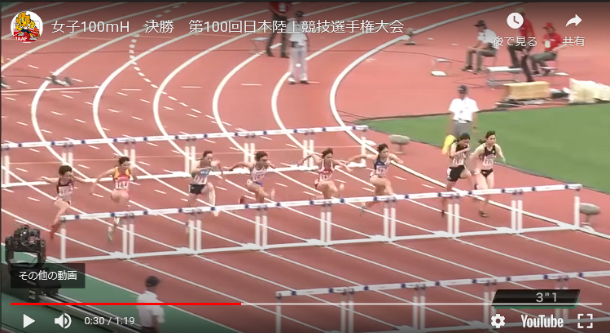 女子100mH　決勝　第100回日本陸上競技選手権大会
後で見る
共有
その他の動画
3"1
0:30 / 1:19
YouTube